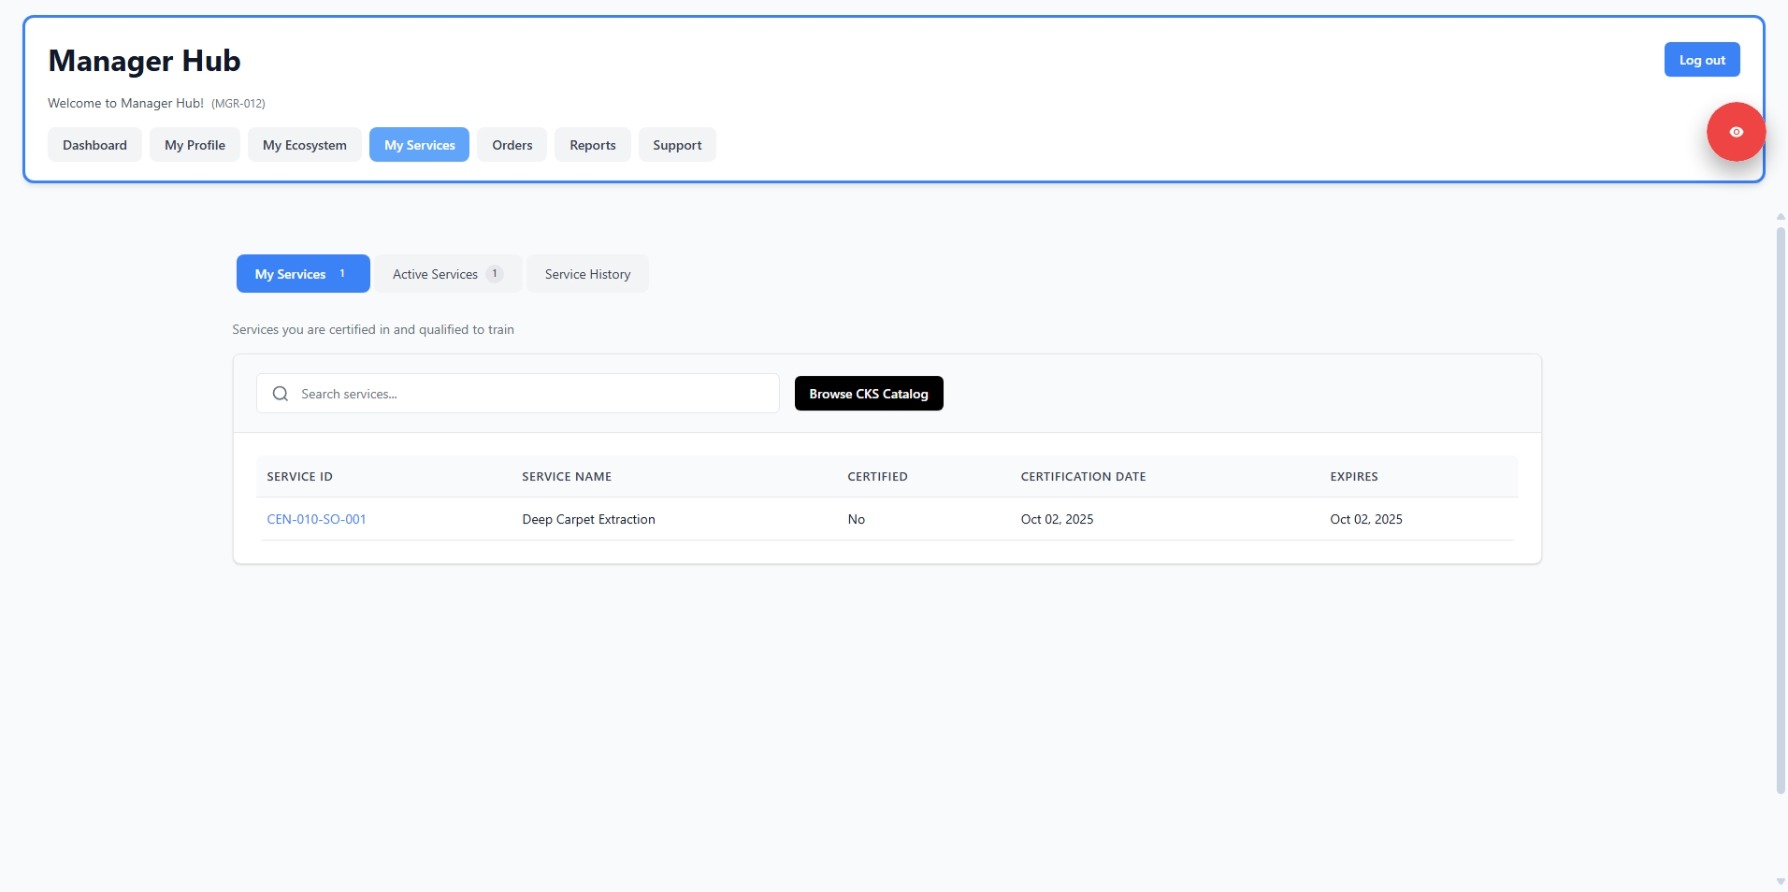 Manager Hub
Log out
Welcome to Manager Hub! (MGR-012)
Dashboard My Profile My Ecosystem My Services Orders Reports Support
My Services 1 Active Services 1 Service History
Services you are certified in and qualified to train
Search services... Browse CKS Catalog
SERVICE ID SERVICE NAME CERTIFIED CERTIFICATION DATE EXPIRES
CEN-010-SO-001 Deep Carpet Extraction No Oct 02, 2025 Oct 02, 2025